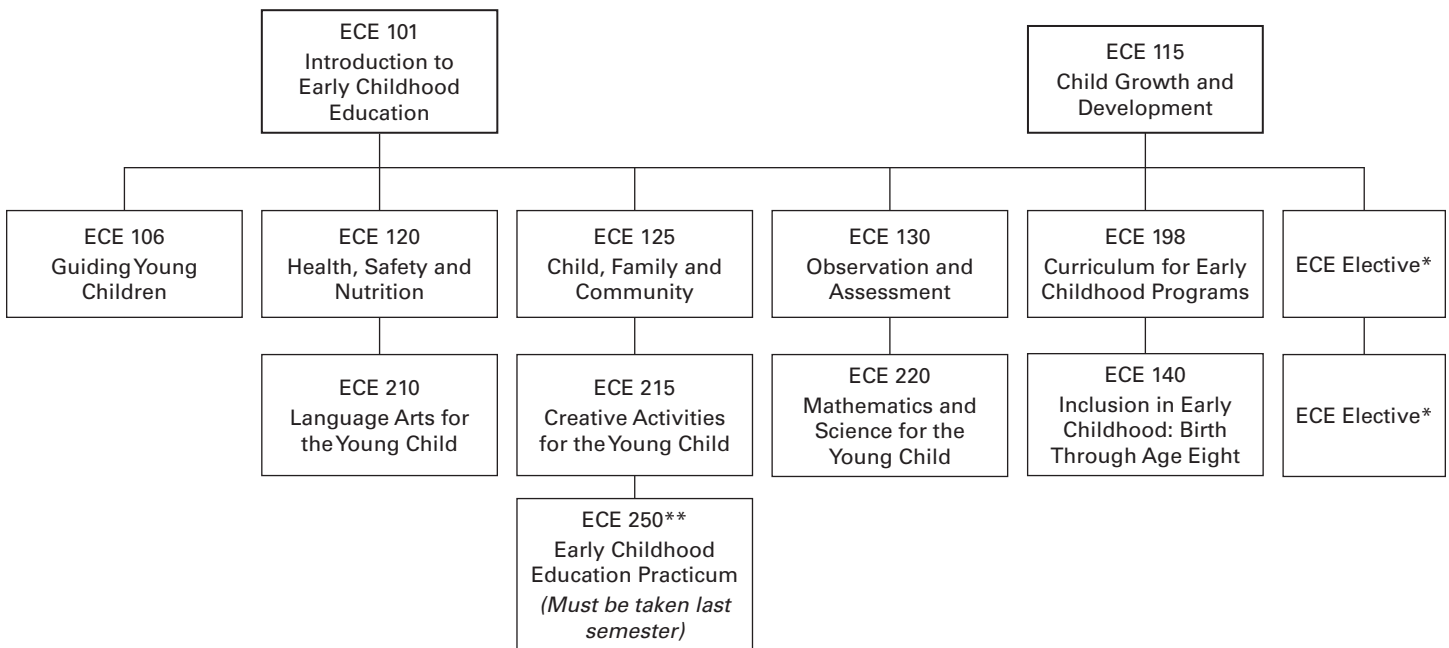 ECE 101
Introduction to
Early Childhood
Education
ECE 115
Child Growth and
Development
ECE 106
Guiding Young
Children
ECE 120
Health, Safety and
Nutrition
ECE 125
Child, Family and
Community
ECE 130
Observation and
Assessment
ECE 198
Curriculum for Early
Childhood Programs
ECE Elective*
ECE 210
Language Arts for
the Young Child
ECE 215
Creative Activities
for the Young Child
ECE 220
Mathematics and
Science for the
Young Child
ECE 140
Inclusion in Early
Childhood: Birth
Through Age Eight
ECE Elective*
ECE 250**
Early Childhood
Education Practicum
(Must be taken last
semester)